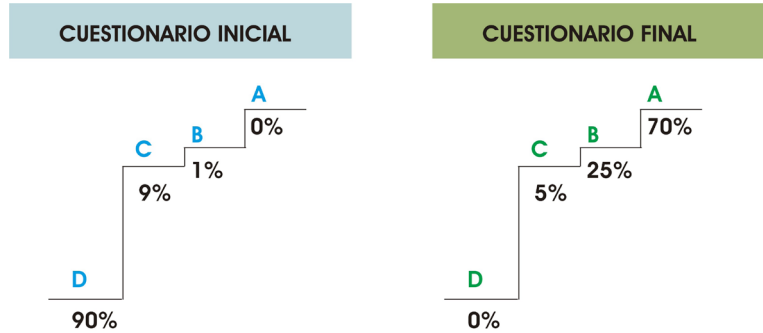 CUESTIONARIO INICIAL
A
0%
B
1%
C
9%
D
90%
CUESTIONARIO FINAL
A
70%
B
25%
C
5%
D
0%